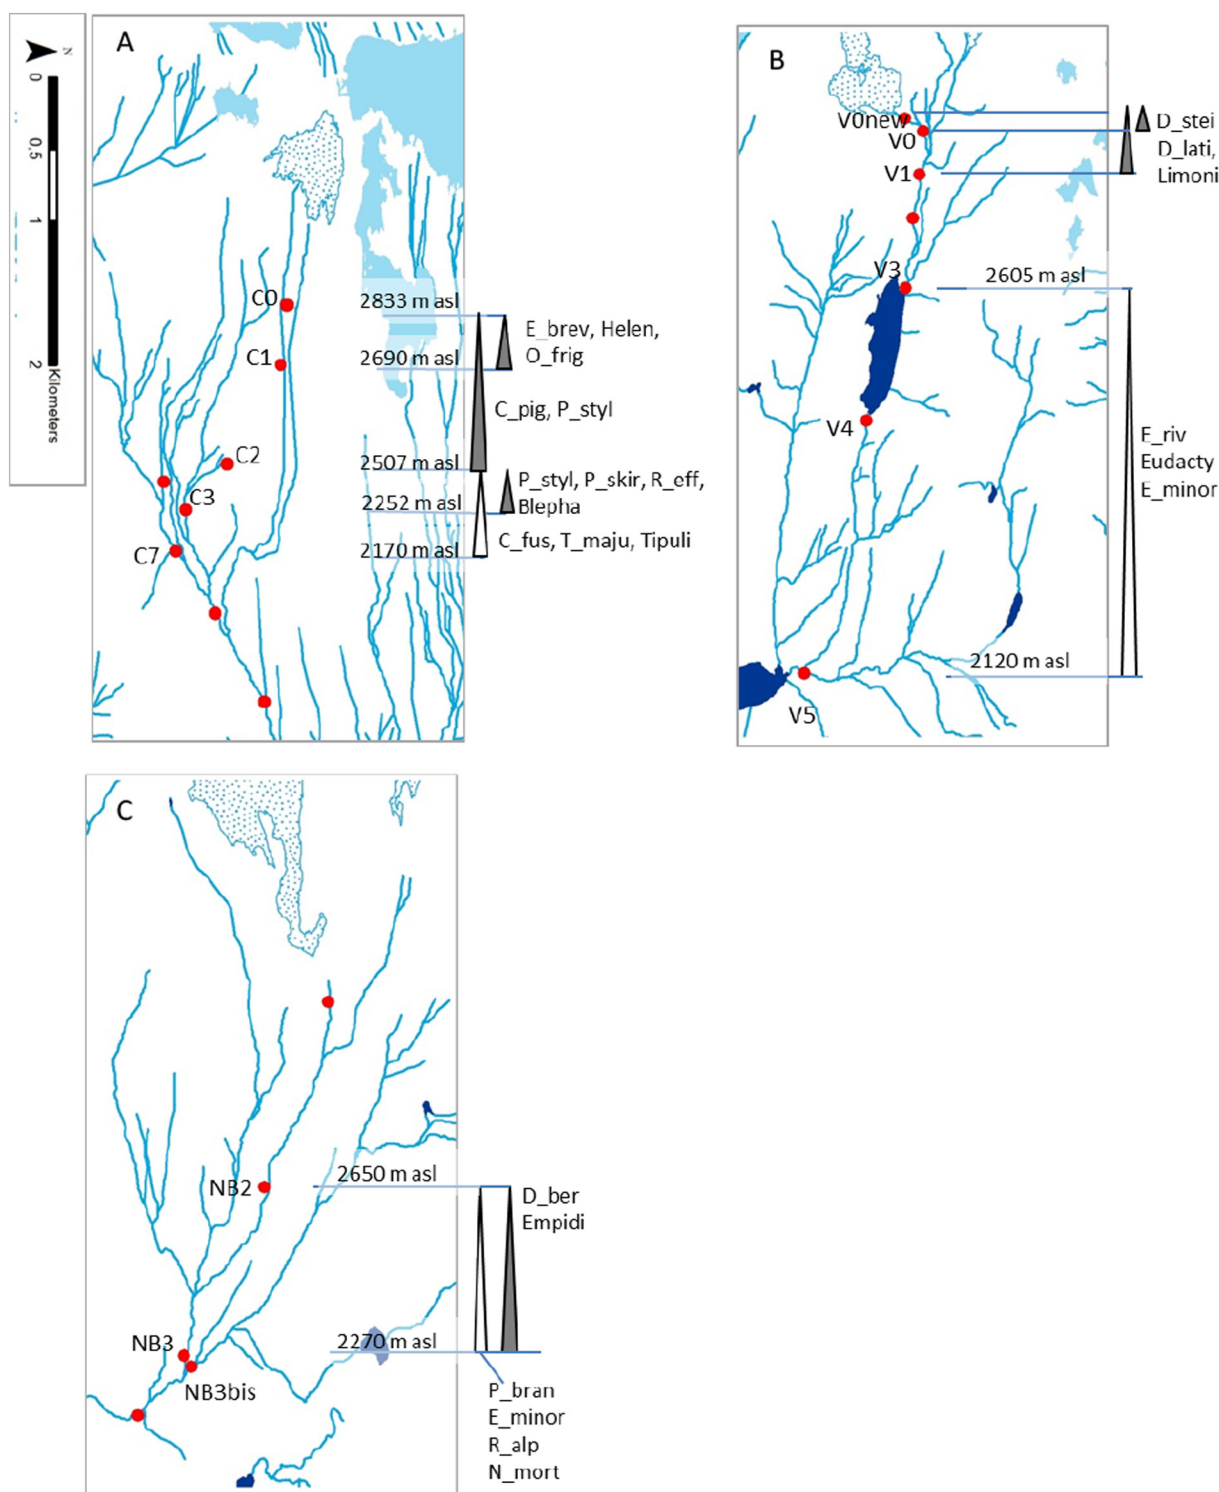 A
N
0
0.5
1
2
Kilometers
C0
2833 m asl
E_brev, Helen,
O_frig
C1
2690 m asl
C_pig, P_styl
C2
2507 m asl
P_styl, P_skir, R_eff,
Blepha
C3
2252 m asl
C_fus, T_maju, Tipuli
C7
2170 m asl
B
V0new
D_stei
V0
D_lati,
V1
Limoni
V3
2605 m asl
V4
E_riv
Eudacty
E_minor
2120 m asl
V5
C
2650 m asl
NB2
D_ber
Empidi
NB3
2270 m asl
NB3bis
P_bran
E_minor
R_alp
N_mort